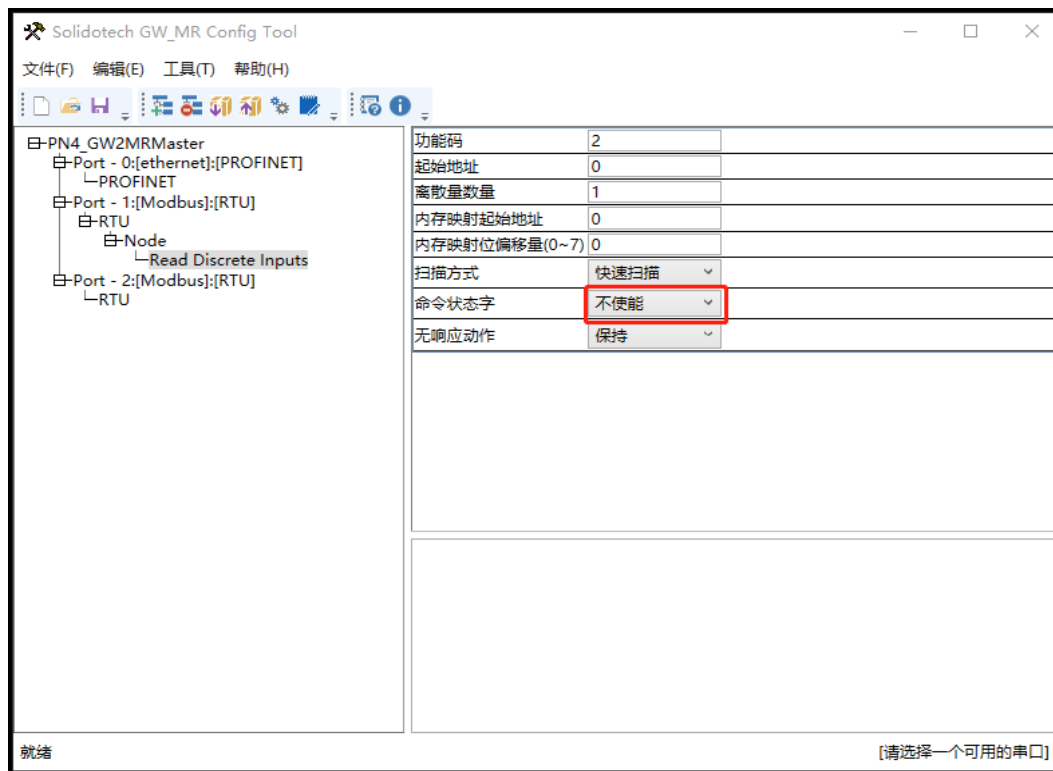 Solidotech GW_MR Config Tool
文件(F) 编辑(E) 工具(T) 帮助(H)
PN4_GW2MRMaster
Port - 0:[ethernet]:[PROFINET]
PROFINET
Port - 1:[Modbus]:[RTU]
RTU
Node
Read Discrete Inputs
Port - 2:[Modbus]:[RTU]
RTU
功能码 2
起始地址 0
离散量数量 1
内存映射起始地址 0
内存映射位偏移量(0~7) 0
扫描方式 快速扫描
命令状态字 不使能
无响应动作 保持
就绪 [请选择一个可用的串口]